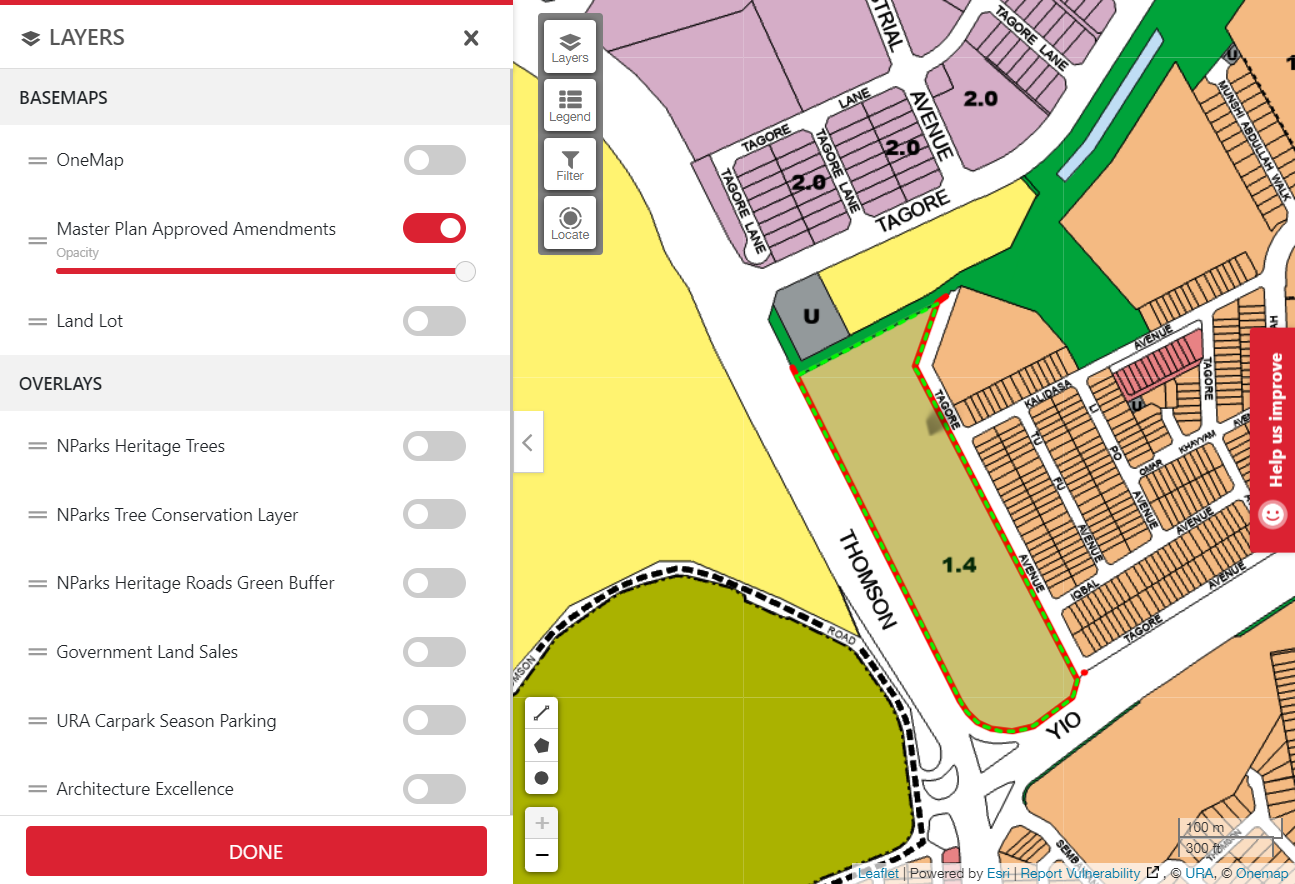 LAYERS
BASEMAPS
OneMap
Master Plan Approved Amendments
Opacity
Land Lot
OVERLAYS
NParks Heritage Trees
NParks Tree Conservation Layer
NParks Heritage Roads Green Buffer
Government Land Sales
URA Carpark Season Parking
Architecture Excellence
DONE
Layers
Legend
Filter
Locate
TAGORE LANE
2.0
AVENUE
TAGORE LANE
TAGORE LANE
2.0
2.0
TAGORE LANE
TAGORE
U
U
MUNSHI ABDULLAH WALK
AVENUE
TAGORE
KALIDASA
TAGORE
U
LI
PO
AVENUE
TU
FU
AVENUE
OMAR
KHAYYAM
AVENUE
THOMSON
1.4
AVENUE
IQBAL
AVENUE
TAGORE
ROAD
YIO
THOMSON
Help us improve
100 m
300 ft
Leaflet | Powered by Esri | Report Vulnerability , © URA, © Onemap